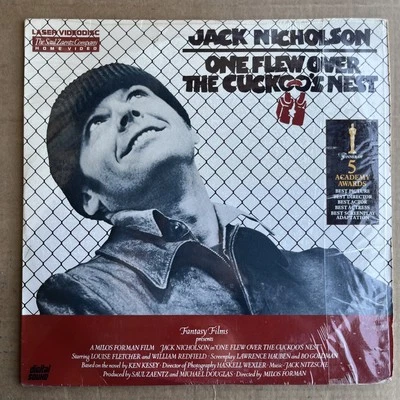 LASER VIDEODISC
The Saul Zaentz Company
HOME VIDEO
JACK NICHOLSON
ONE FLEW OVER
THE CUCKOO'S NEST
WINNER OF
5
ACADEMY
AWARDS
BEST PICTURE
BEST DIRECTOR
BEST ACTOR
BEST ACTRESS
BEST SCREENPLAY
ADAPTATION
Fantasy Films
presents
A MILOS FORMAN FILM "JACK NICHOLSON in "ONE FLEW OVER THE CUCKOO'S NEST"
Starring LOUISE FLETCHER and WILLIAM REDFIELD · Screenplay LAWRENCE HAUBEN and BO GOLDMAN
Based on the novel by KEN KESEY · Director of Photography HASKELL WEXLER · Music · JACK NITZSCHE
Produced by SAUL ZAENTZ and MICHAEL DOUGLAS · Directed by MILOS FORMAN
digital
SOUND